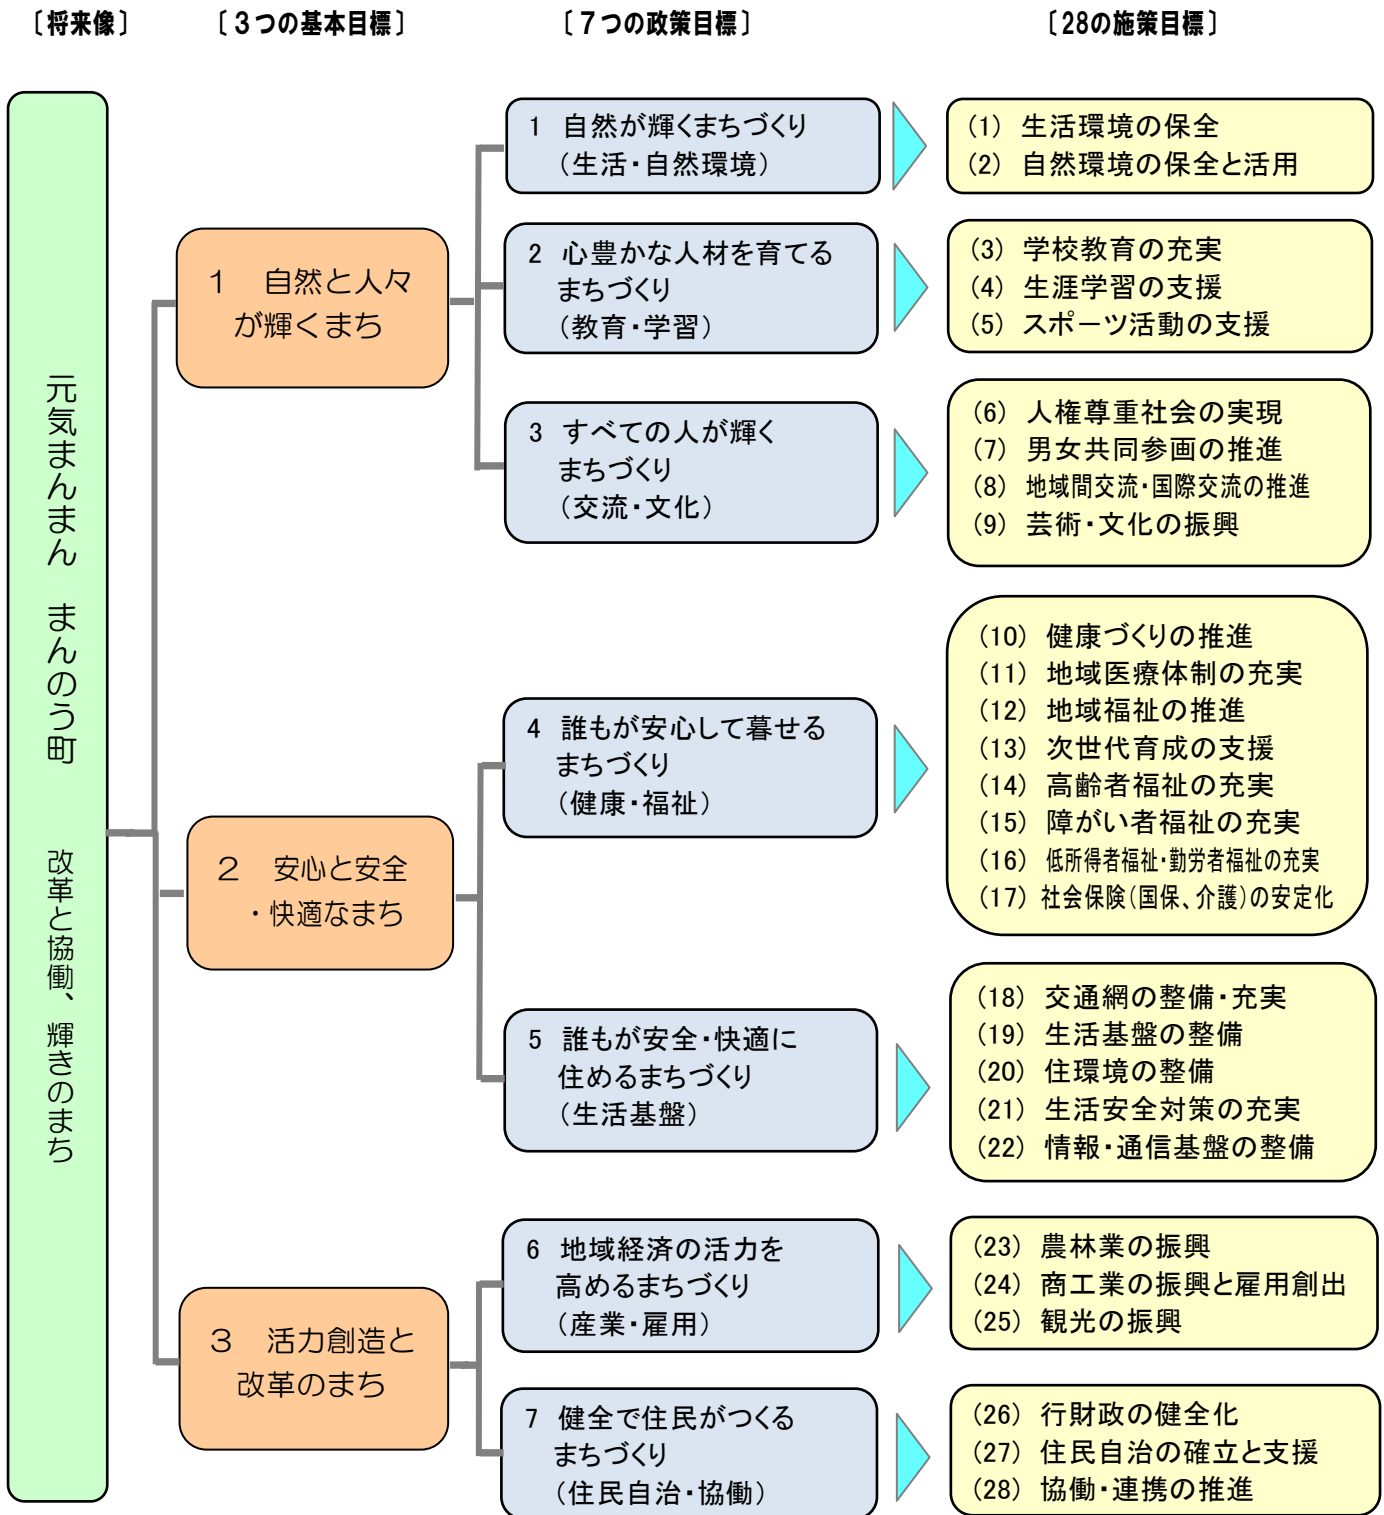 〔将来像〕
〔３つの基本目標〕
〔７つの政策目標〕
〔28の施策目標〕
元気まんまん　まんのう町　　改革と協働、輝きのまち
１　自然と人々
が輝くまち
1　自然が輝くまちづくり
（生活・自然環境）
(1)　生活環境の保全
(2)　自然環境の保全と活用
2　心豊かな人材を育てる
まちづくり
（教育・学習）
(3)　学校教育の充実
(4)　生涯学習の支援
(5)　スポーツ活動の支援
3　すべての人が輝く
まちづくり
（交流・文化）
(6)　人権尊重社会の実現
(7)　男女共同参画の推進
(8)　地域間交流・国際交流の推進
(9)　芸術・文化の振興
２　安心と安全
・快適なまち
4　誰もが安心して暮せる
まちづくり
（健康・福祉）
(10)　健康づくりの推進
(11)　地域医療体制の充実
(12)　地域福祉の推進
(13)　次世代育成の支援
(14)　高齢者福祉の充実
(15)　障がい者福祉の充実
(16)　低所得者福祉・勤労者福祉の充実
(17)　社会保険（国保、介護）の安定化
5　誰もが安全・快適に
住めるまちづくり
（生活基盤）
(18)　交通網の整備・充実
(19)　生活基盤の整備
(20)　住環境の整備
(21)　生活安全対策の充実
(22)　情報・通信基盤の整備
３　活力創造と
改革のまち
6　地域経済の活力を
高めるまちづくり
（産業・雇用）
(23)　農林業の振興
(24)　商工業の振興と雇用創出
(25)　観光の振興
7　健全で住民がつくる
まちづくり
（住民自治・協働）
(26)　行財政の健全化
(27)　住民自治の確立と支援
(28)　協働・連携の推進